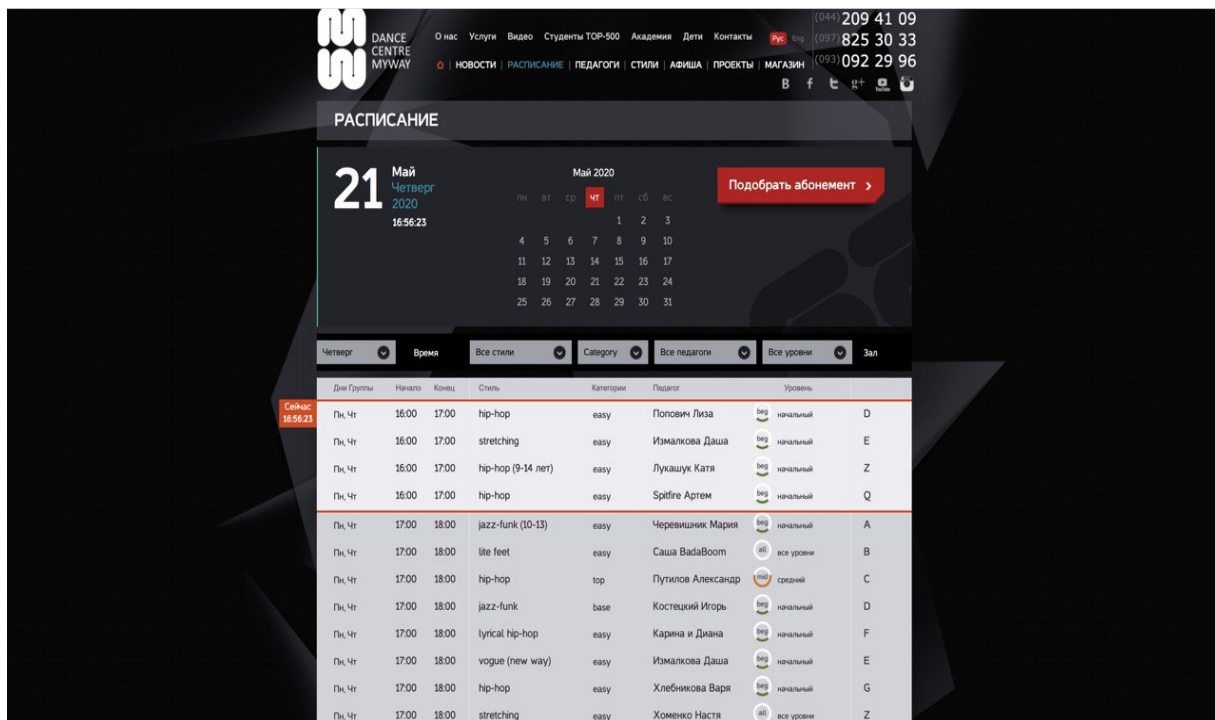 DANCE
CENTRE
MYWAY
О нас Услуги Видео Студенты TOP-500 Академия Дети Контакты Рус Eng
НОВОСТИ | РАСПИСАНИЕ | ПЕДАГОГИ | СТИЛИ | АФИША | ПРОЕКТЫ | МАГАЗИН
(044) 209 41 09
(097) 825 30 33
(093) 092 29 96
B f t g+ YouTube
РАСПИСАНИЕ
21
Май
Четверг
2020
16:56:23
Май 2020
пн вт ср чт пт сб вс
1 2 3
4 5 6 7 8 9 10
11 12 13 14 15 16 17
18 19 20 21 22 23 24
25 26 27 28 29 30 31
Подобрать абонемент
Четверг Время Все стили Category Все педагоги Все уровни Зал
Дни Группы Начало Конец Стиль Категории Педагог Уровень
Сейчас
16:56:23
Пн, Чт 16:00 17:00 hip-hop easy Попович Лиза beg начальный D
Пн, Чт 16:00 17:00 stretching easy Измалкова Даша beg начальный E
Пн, Чт 16:00 17:00 hip-hop (9-14 лет) easy Лукашук Катя beg начальный Z
Пн, Чт 16:00 17:00 hip-hop easy Spitfire Артем beg начальный Q
Пн, Чт 17:00 18:00 jazz-funk (10-13) easy Черевишник Мария beg начальный A
Пн, Чт 17:00 18:00 lite feet easy Саша BadaBoom all все уровни B
Пн, Чт 17:00 18:00 hip-hop top Путилов Александр mid средний C
Пн, Чт 17:00 18:00 jazz-funk base Костецкий Игорь beg начальный D
Пн, Чт 17:00 18:00 lyrical hip-hop easy Карина и Диана beg начальный F
Пн, Чт 17:00 18:00 vogue (new way) easy Измалкова Даша beg начальный E
Пн, Чт 17:00 18:00 hip-hop easy Хлебникова Варя beg начальный G
Пн, Чт 17:00 18:00 stretching easy Хоменко Настя all все уровни Z